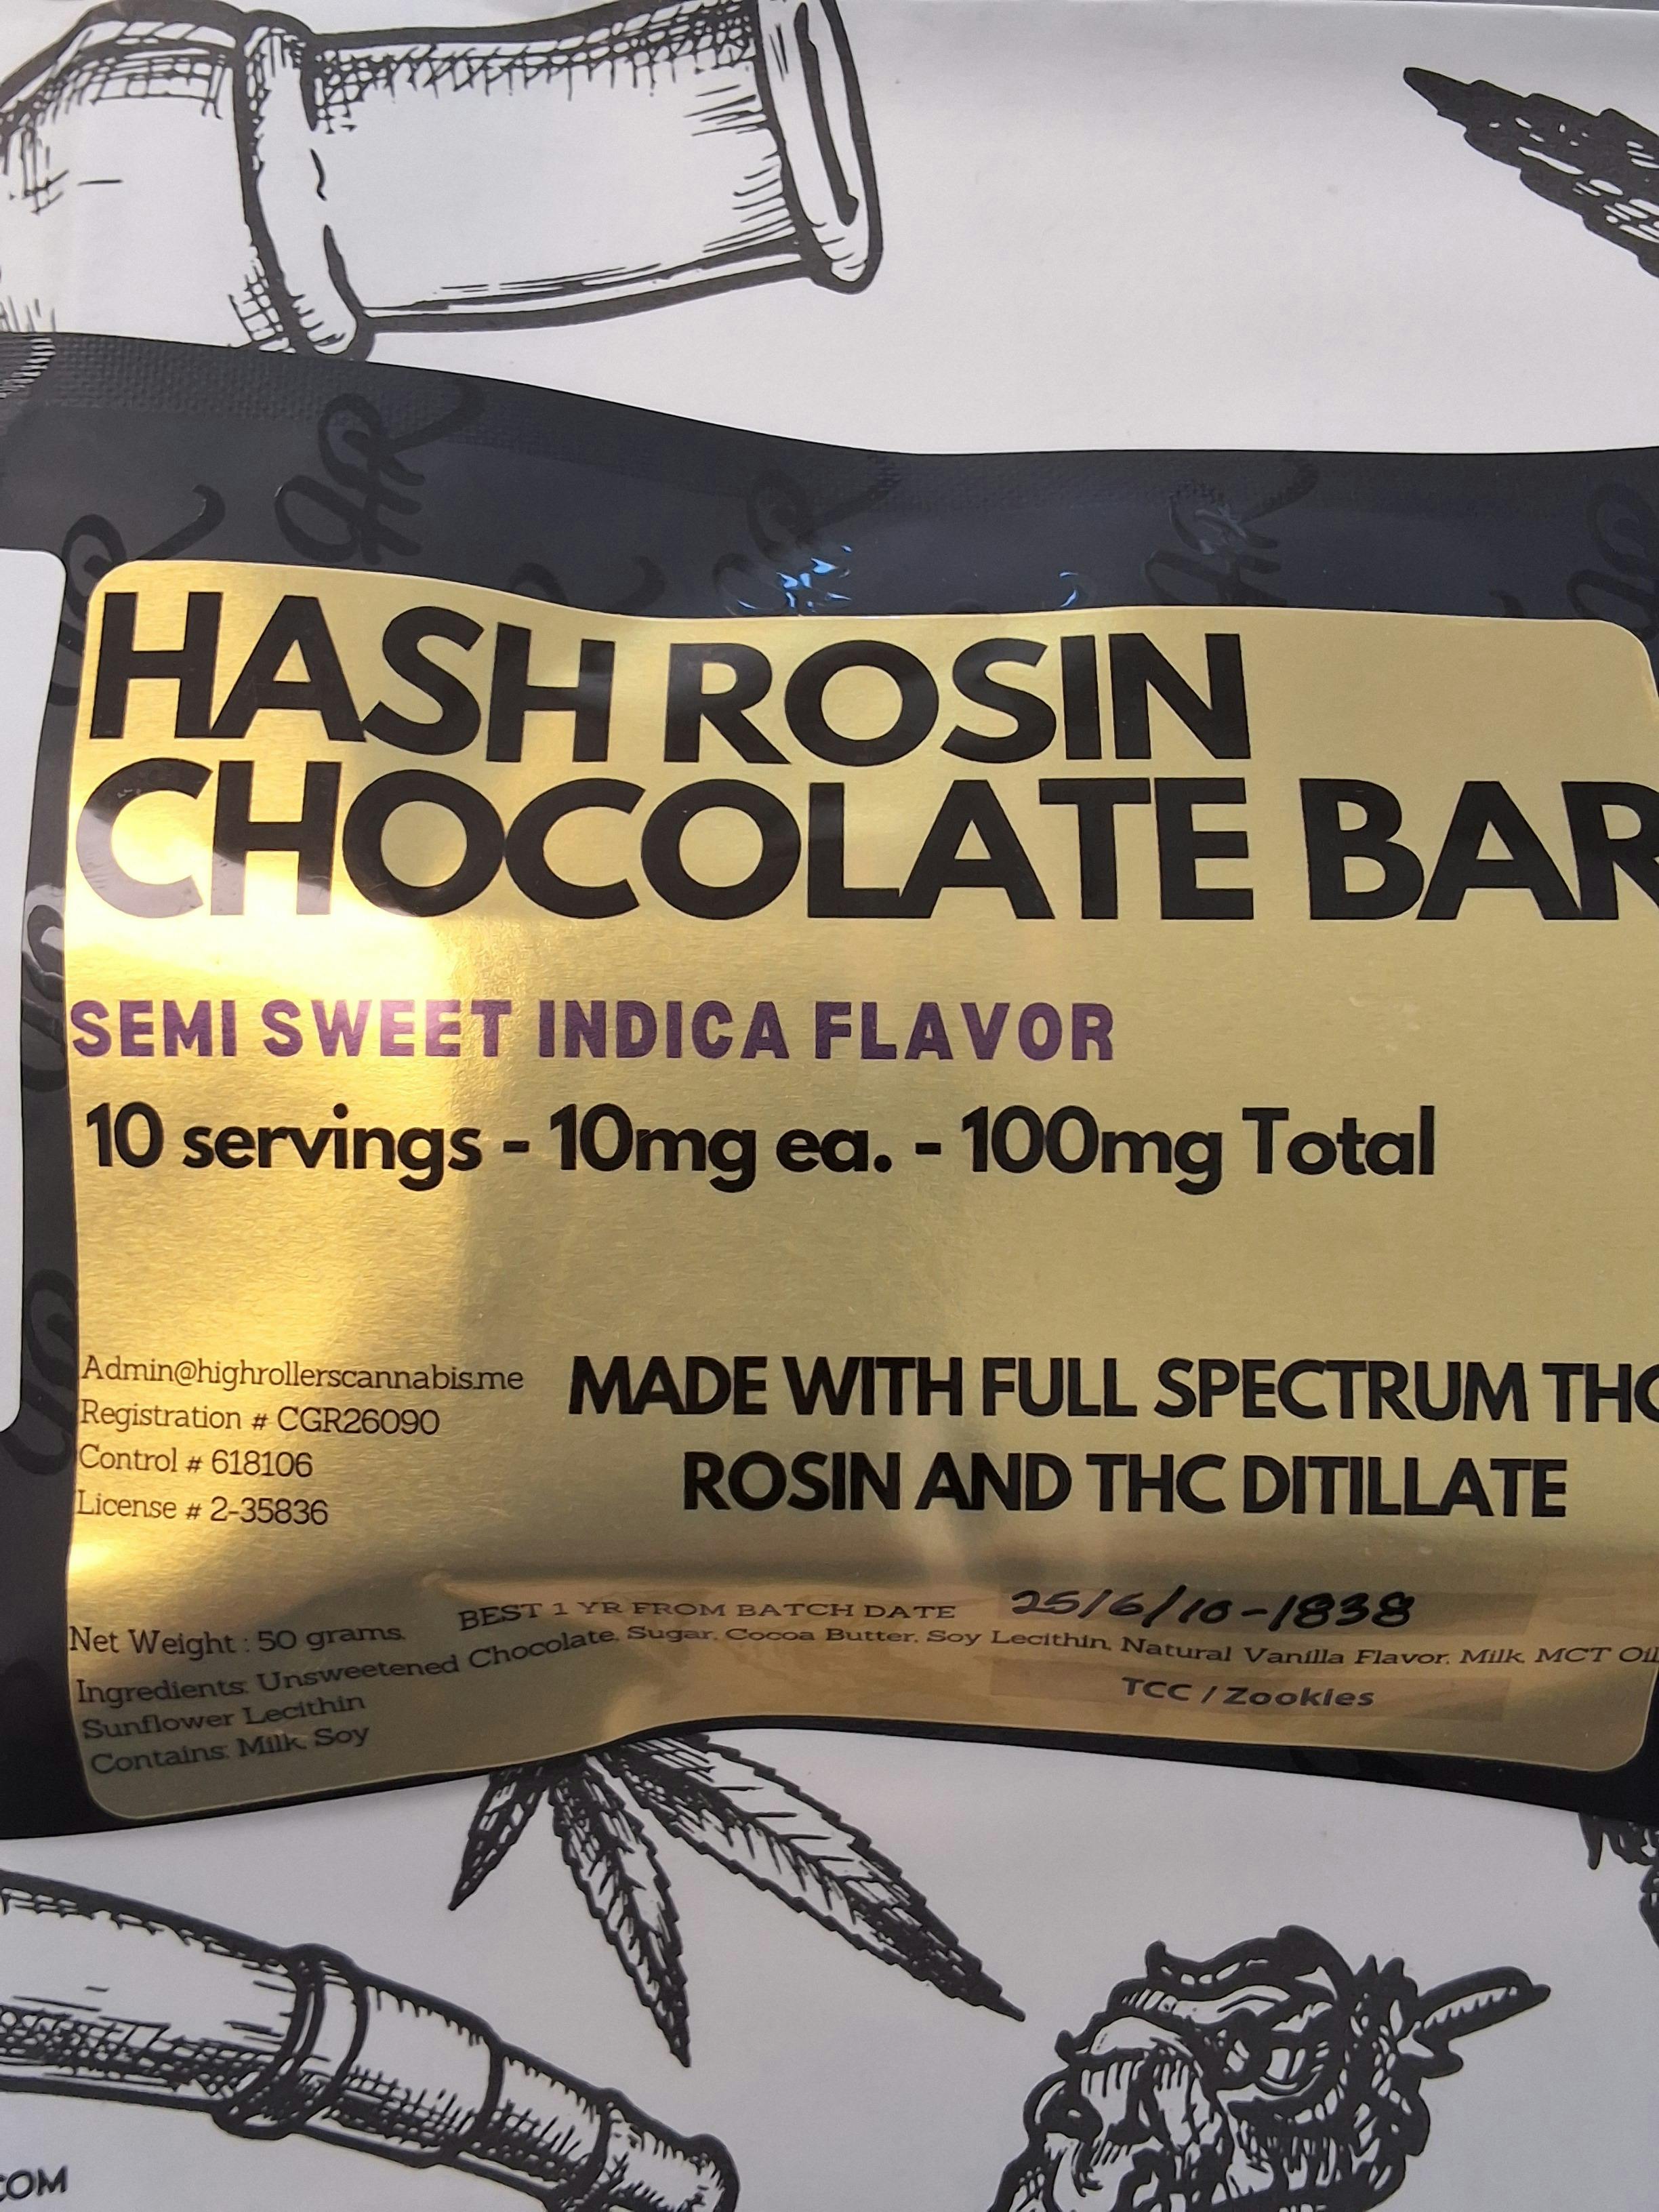 HASH ROSIN
CHOCOLATE BAR
SEMI SWEET INDICA FLAVOR
10 servings - 10mg ea. - 100mg Total
Admin@highrollerscannabis.me
Registration # CGR26090
Control # 618106
License # 2-35836
MADE WITH FULL SPECTRUM THC
ROSIN AND THC DITILLATE
BEST 1 YR FROM BATCH DATE 25/6/10-1838
Net Weight : 50 grams.
Ingredients: Unsweetened Chocolate, Sugar, Cocoa Butter, Soy Lecithin, Natural Vanilla Flavor, Milk, MCT Oil,
Sunflower Lecithin
Contains: Milk, Soy
TCC / Zookies
.COM